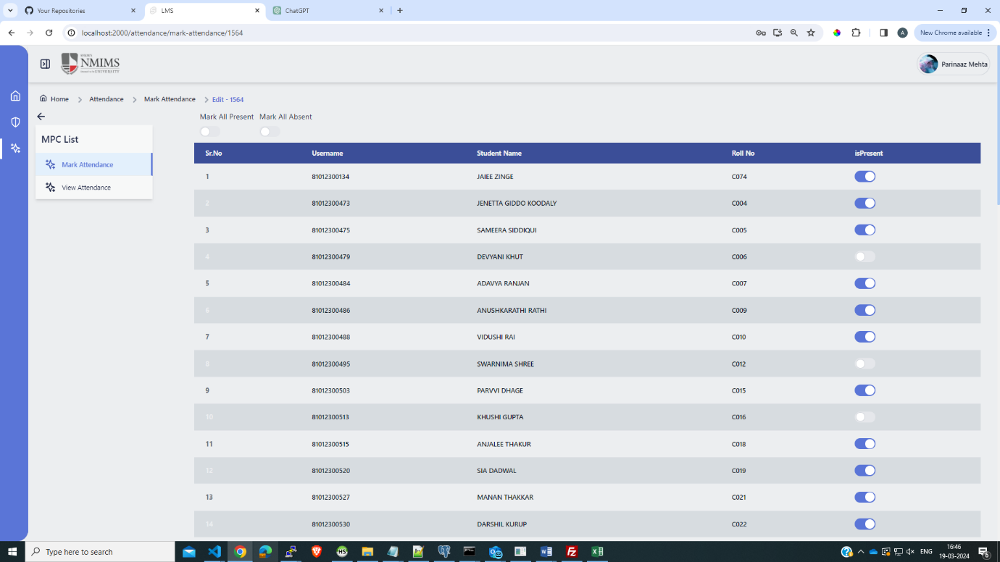 Your Repositories
LMS
ChatGPT
localhost:2000/attendance/mark-attendance/1564
A
New Chrome available
NMIMS
UNIVERSITY
Parinaaz Mehta
Home > Attendance > Mark Attendance > Edit - 1564
Mark All Present Mark All Absent
MPC List
Mark Attendance
View Attendance
Sr.No Username Student Name Roll No isPresent
1 81012300134 JAIEE ZINGE C074
2 81012300473 JENETTA GIDDO KOODALY C004
3 81012300475 SAMEERA SIDDIQUI C005
4 81012300479 DEVYANI KHUT C006
5 81012300484 ADAVYA RANJAN C007
6 81012300486 ANUSHKARATHI RATHI C009
7 81012300488 VIDUSHI RAI C010
8 81012300495 SWARNIMA SHREE C012
9 81012300503 PARVVI DHAGE C015
10 81012300513 KHUSHI GUPTA C016
11 81012300515 ANJALEE THAKUR C018
12 81012300520 SIA DADWAL C019
13 81012300527 MANAN THAKKAR C021
14 81012300530 DARSHIL KURUP C022
Type here to search
HS
ENG
16:46
19-03-2024
6